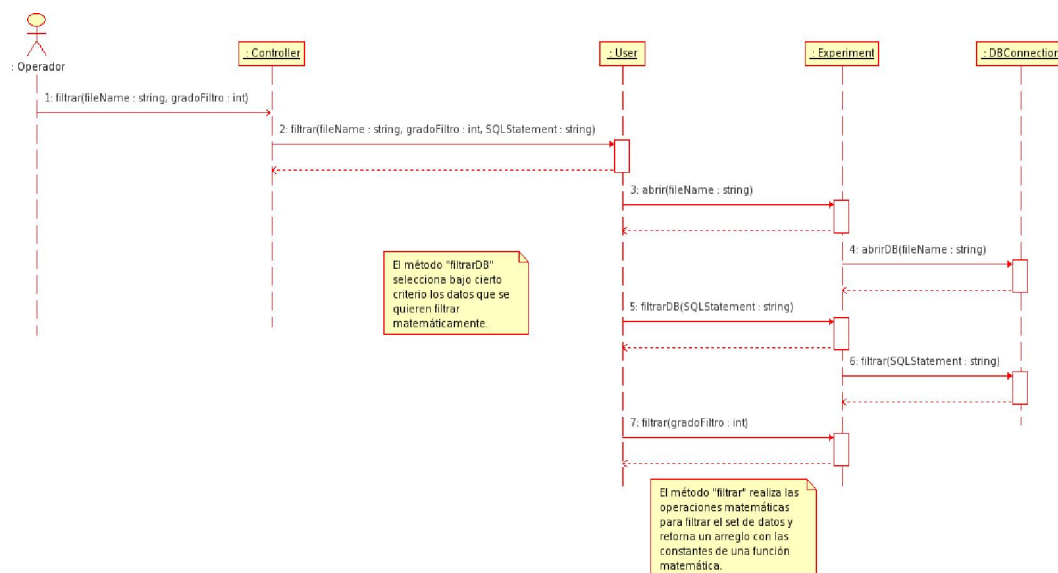 : Controller
: User
: Experiment
: DBConnection
: Operador
1: filtrar(fileName : string, gradoFiltro : int)
2: filtrar(fileName : string, gradoFiltro : int, SQLStatement : string)
3: abrir(fileName : string)
4: abrirDB(fileName : string)
El método "filtrarDB"
selecciona bajo cierto
criterio los datos que se
quieren filtrar
matemáticamente.
5: filtrarDB(SQLStatement : string)
6: filtrar(SQLStatement : string)
7: filtrar(gradoFiltro : int)
El método "filtrar" realiza las
operaciones matemáticas
para filtrar el set de datos y
retorna un arreglo con las
constantes de una función
matemática.